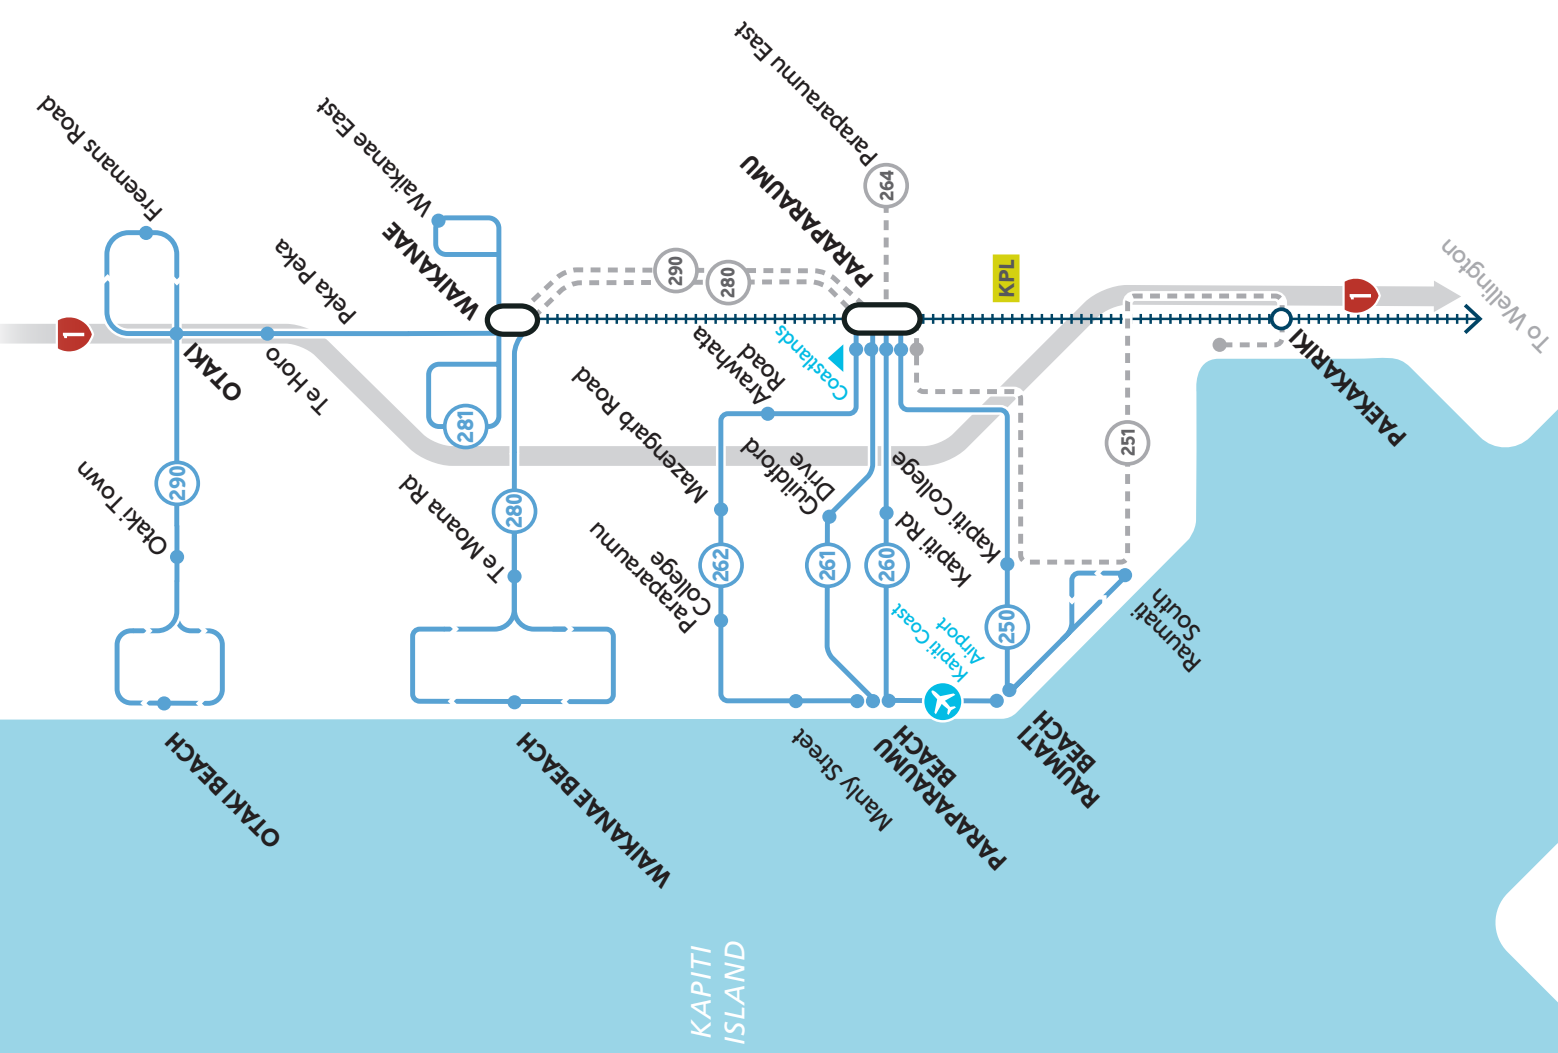 Freemans Road
1
OTAKI
Te Horo
Peka Peka
290
Otaki Town
OTAKI BEACH
Waikanae East
WAIKANAE
281
280
Te Moana Rd
WAIKANAE BEACH
290
280
Paraparaumu East
264
PARAPARAUMU
KPL
Coastlands
Arawhata
Road
Mazengarb Road
262
Paraparaumu
College
Guildford
Drive
261
260
Kapiti Rd
Kapiti College
250
251
Kapiti Coast
Airport
Manly Street
PARAPARAUMU
BEACH
RAUMATI
BEACH
Raumati
South
PAEKAKARIKI
1
To Wellington
KAPITI
ISLAND